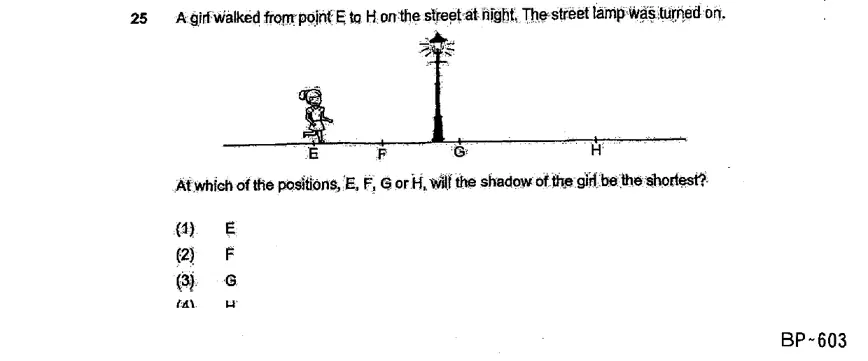 25 A girl walked from point E to H on the street at night. The street lamp was turned on.
E F G H
At which of the positions, E, F, G or H, will the shadow of the girl be the shortest?
(1) E
(2) F
(3) G
(4) H
BP~603